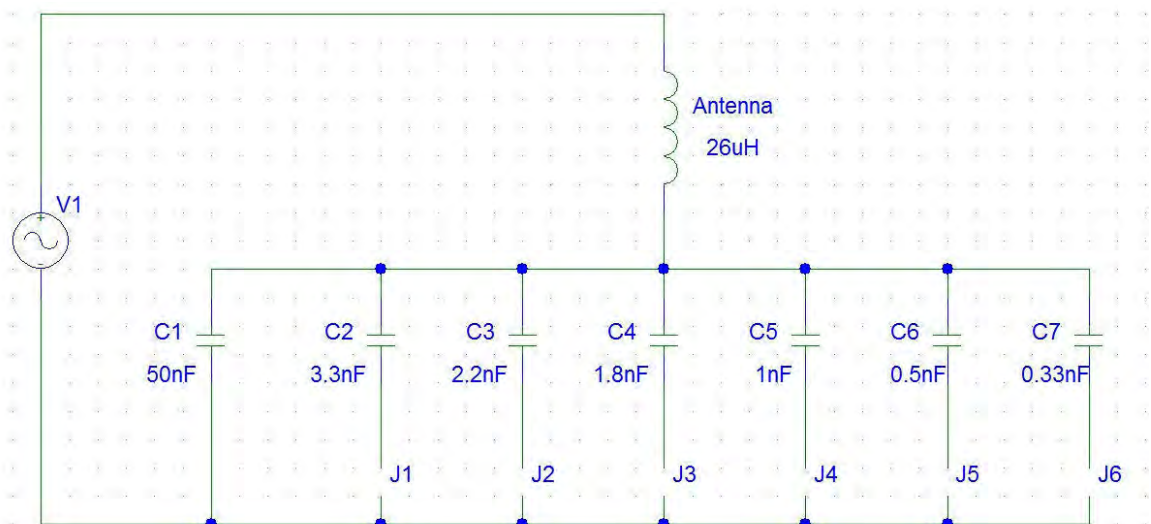 Antenna
26uH
V1
+
-
C1
50nF
C2
3.3nF
C3
2.2nF
C4
1.8nF
C5
1nF
C6
0.5nF
C7
0.33nF
J1
J2
J3
J4
J5
J6